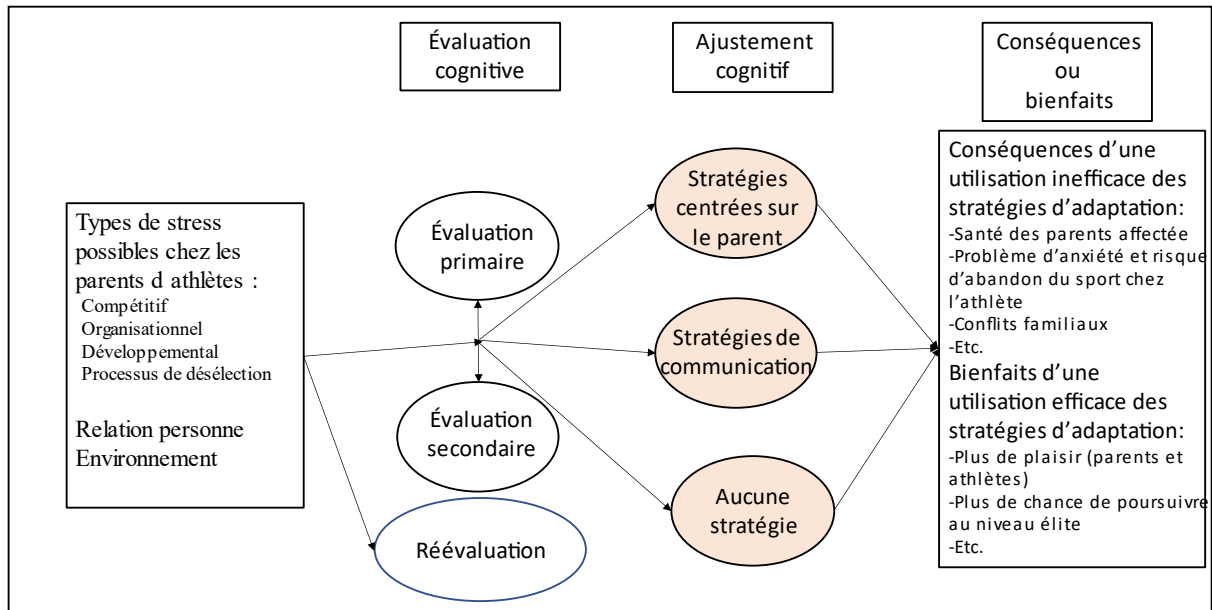 Évaluation
cognitive
Ajustement
cognitif
Conséquences
ou
bienfaits
Types de stress
possibles chez les
parents d athlètes :
Compétitif
Organisationnel
Développemental
Processus de désélection
Relation personne
Environnement
Évaluation
primaire
Évaluation
secondaire
Réévaluation
Stratégies
centrées sur
le parent
Stratégies de
communication
Aucune
stratégie
Conséquences d’une
utilisation inefficace des
stratégies d’adaptation:
-Santé des parents affectée
-Problème d’anxiété et risque
d’abandon du sport chez
l’athlète
-Conflits familiaux
-Etc.
Bienfaits d’une
utilisation efficace des
stratégies d’adaptation:
-Plus de plaisir (parents et
athlètes)
-Plus de chance de poursuivre
au niveau élite
-Etc.